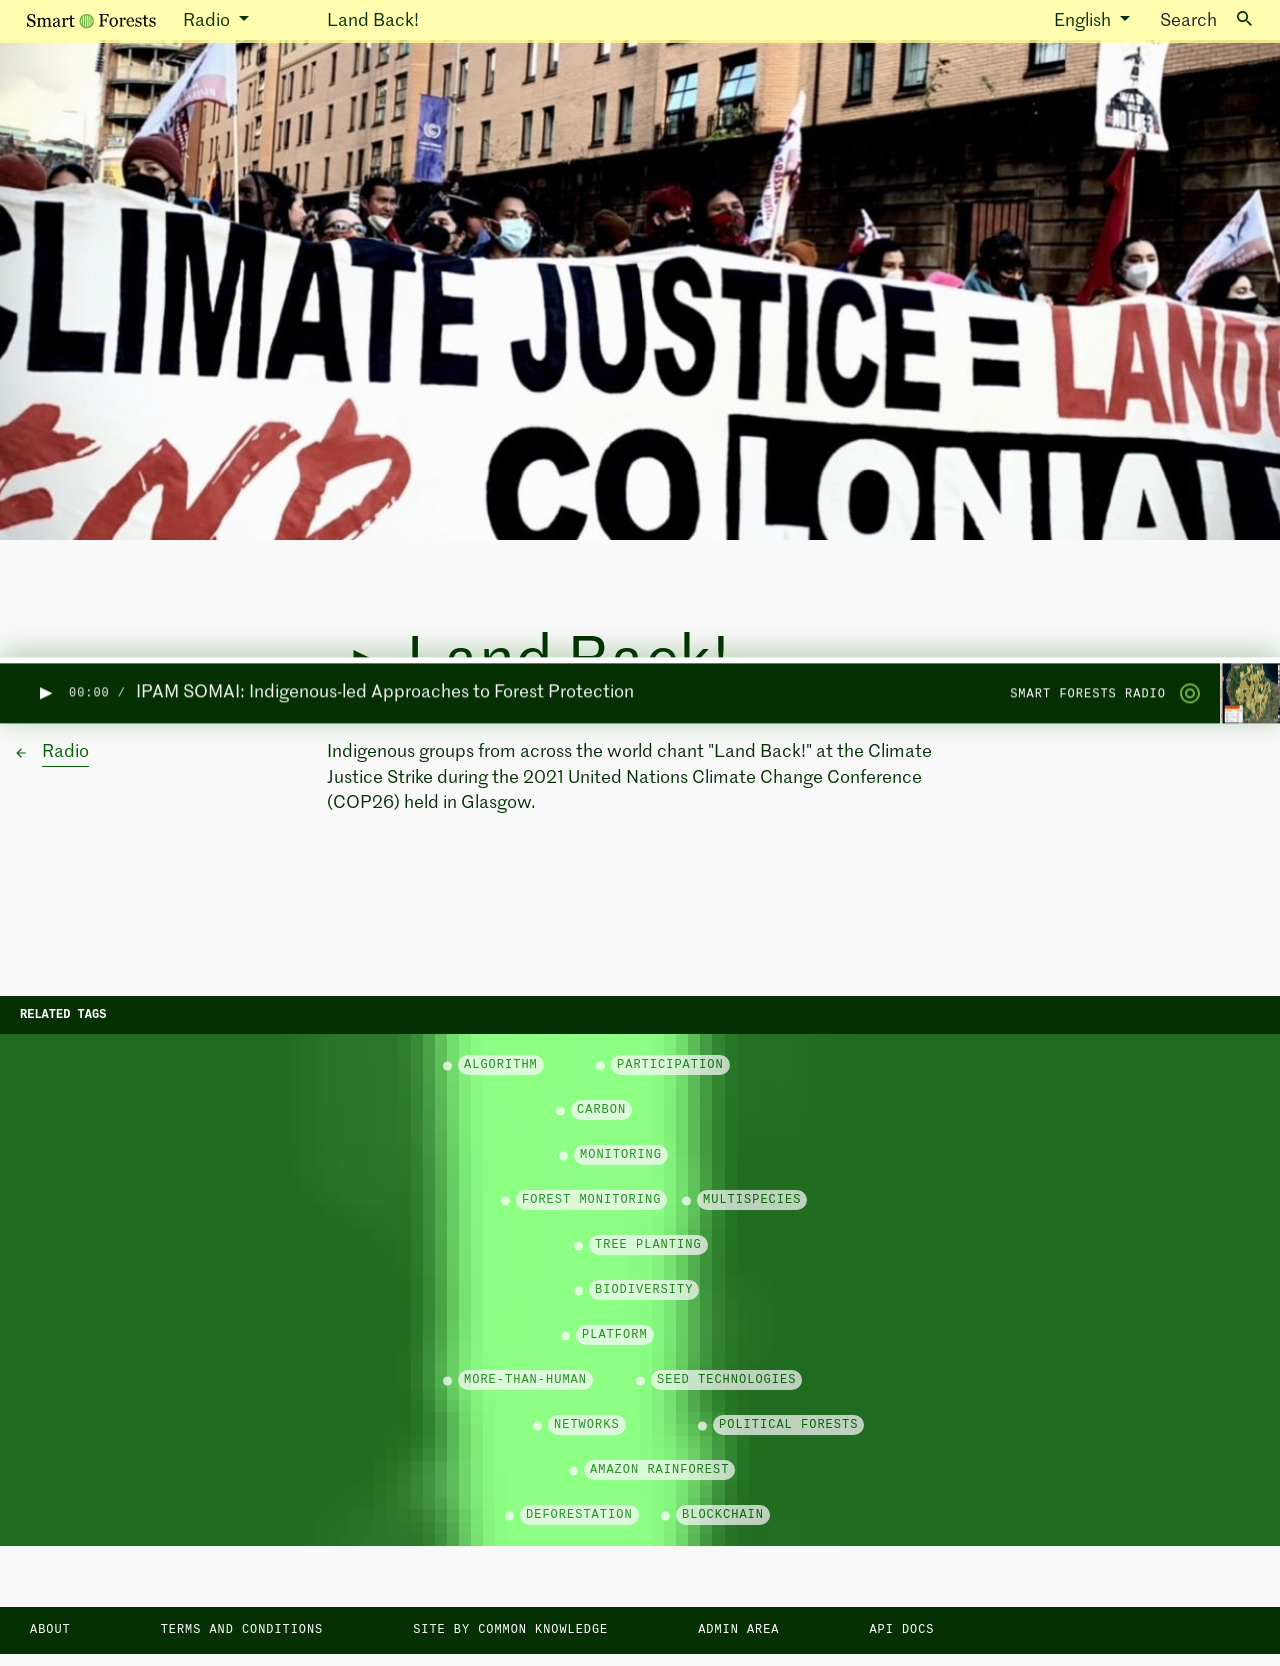 Smart Forests Radio Land Back! English Search
CLIMATE JUSTICE = LAND
END COLONIAL
Land Back!
00:00 / IPAM SOMAI: Indigenous-led Approaches to Forest Protection SMART FORESTS RADIO
Radio
Indigenous groups from across the world chant "Land Back!" at the Climate
Justice Strike during the 2021 United Nations Climate Change Conference
(COP26) held in Glasgow.
RELATED TAGS
ALGORITHM PARTICIPATION
CARBON
MONITORING
FOREST MONITORING MULTISPECIES
TREE PLANTING
BIODIVERSITY
PLATFORM
MORE-THAN-HUMAN SEED TECHNOLOGIES
NETWORKS POLITICAL FORESTS
AMAZON RAINFOREST
DEFORESTATION BLOCKCHAIN
ABOUT TERMS AND CONDITIONS SITE BY COMMON KNOWLEDGE ADMIN AREA API DOCS